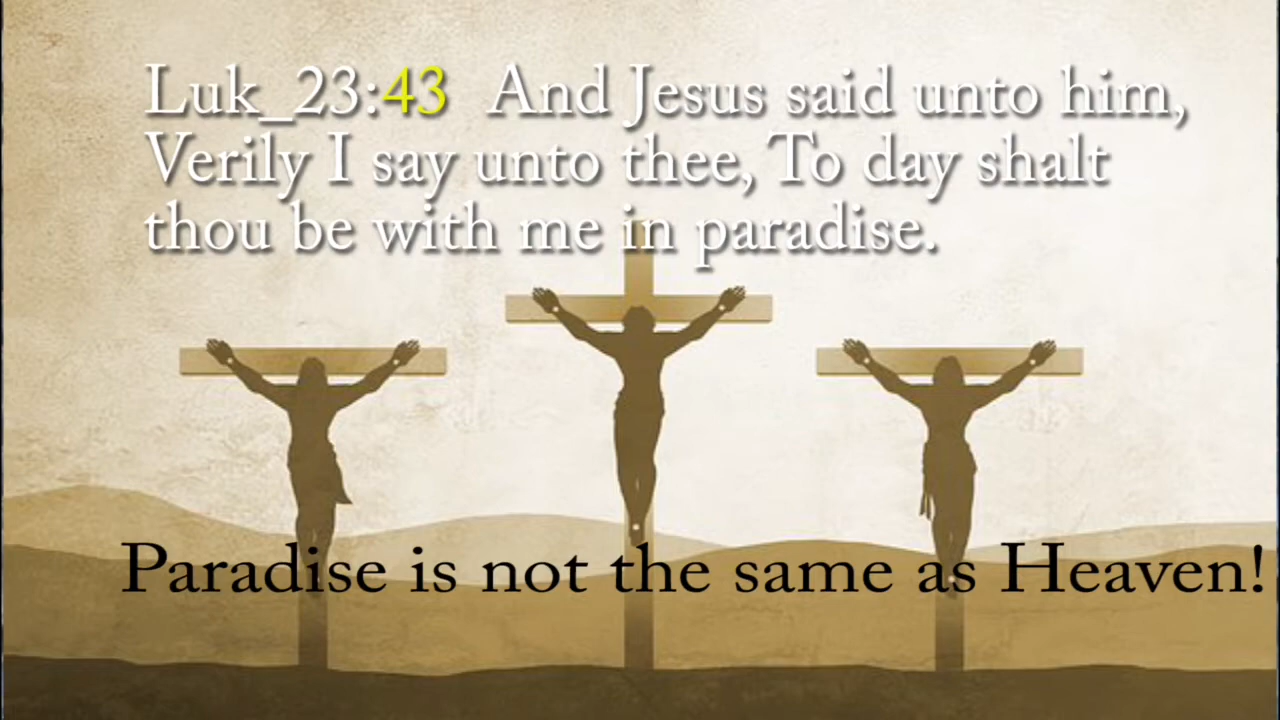 Luk_23:43 And Jesus said unto him,
Verily I say unto thee, To day shalt
thou be with me in paradise.
Paradise is not the same as Heaven!